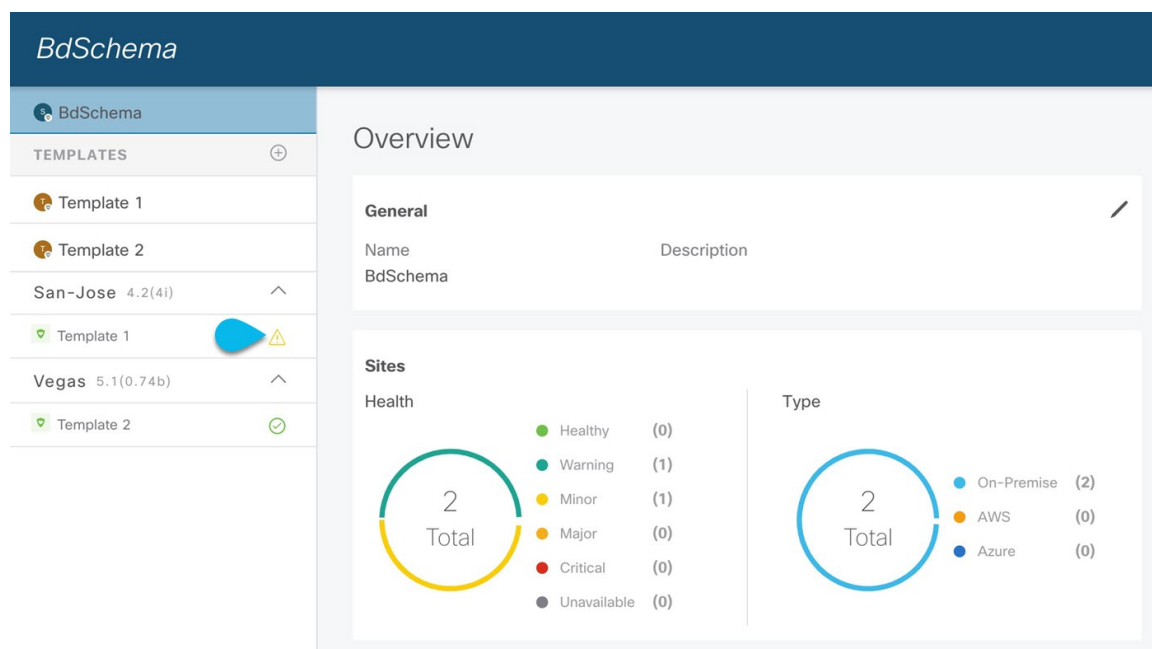 BdSchema
BdSchema
TEMPLATES
Template 1
Template 2
San-Jose 4.2(4i)
Template 1
Vegas 5.1(0.74b)
Template 2
Overview
General
Name Description
BdSchema
Sites
Health
2
Total
Healthy (0)
Warning (1)
Minor (1)
Major (0)
Critical (0)
Unavailable (0)
Type
2
Total
On-Premise (2)
AWS (0)
Azure (0)